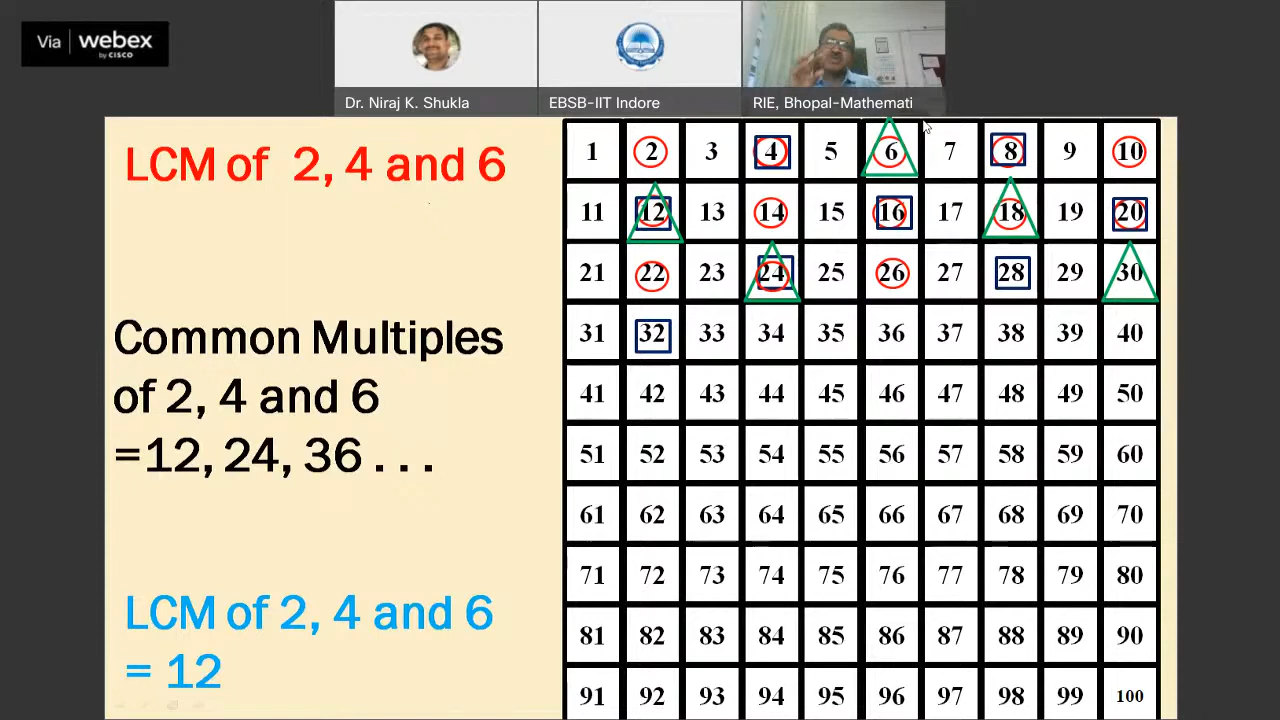 Via webex
by CISCO
Dr. Niraj K. Shukla
EBSB-IIT Indore
RIE, Bhopal-Mathemati
LCM of 2, 4 and 6
Common Multiples
of 2, 4 and 6
=12, 24, 36 . . .
LCM of 2, 4 and 6
= 12
1 2 3 4 5 6 7 8 9 10
11 12 13 14 15 16 17 18 19 20
21 22 23 24 25 26 27 28 29 30
31 32 33 34 35 36 37 38 39 40
41 42 43 44 45 46 47 48 49 50
51 52 53 54 55 56 57 58 59 60
61 62 63 64 65 66 67 68 69 70
71 72 73 74 75 76 77 78 79 80
81 82 83 84 85 86 87 88 89 90
91 92 93 94 95 96 97 98 99 100